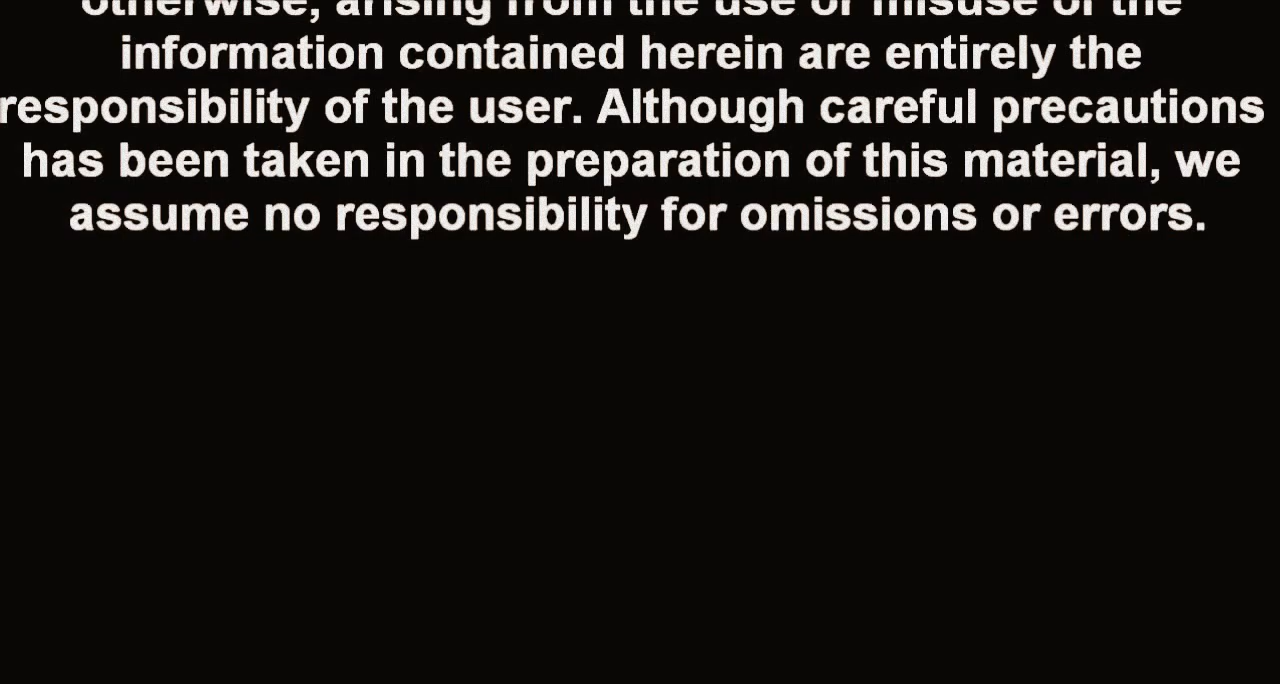 otherwise, arising from the use or misuse of the
information contained herein are entirely the
responsibility of the user. Although careful precautions
has been taken in the preparation of this material, we
assume no responsibility for omissions or errors.